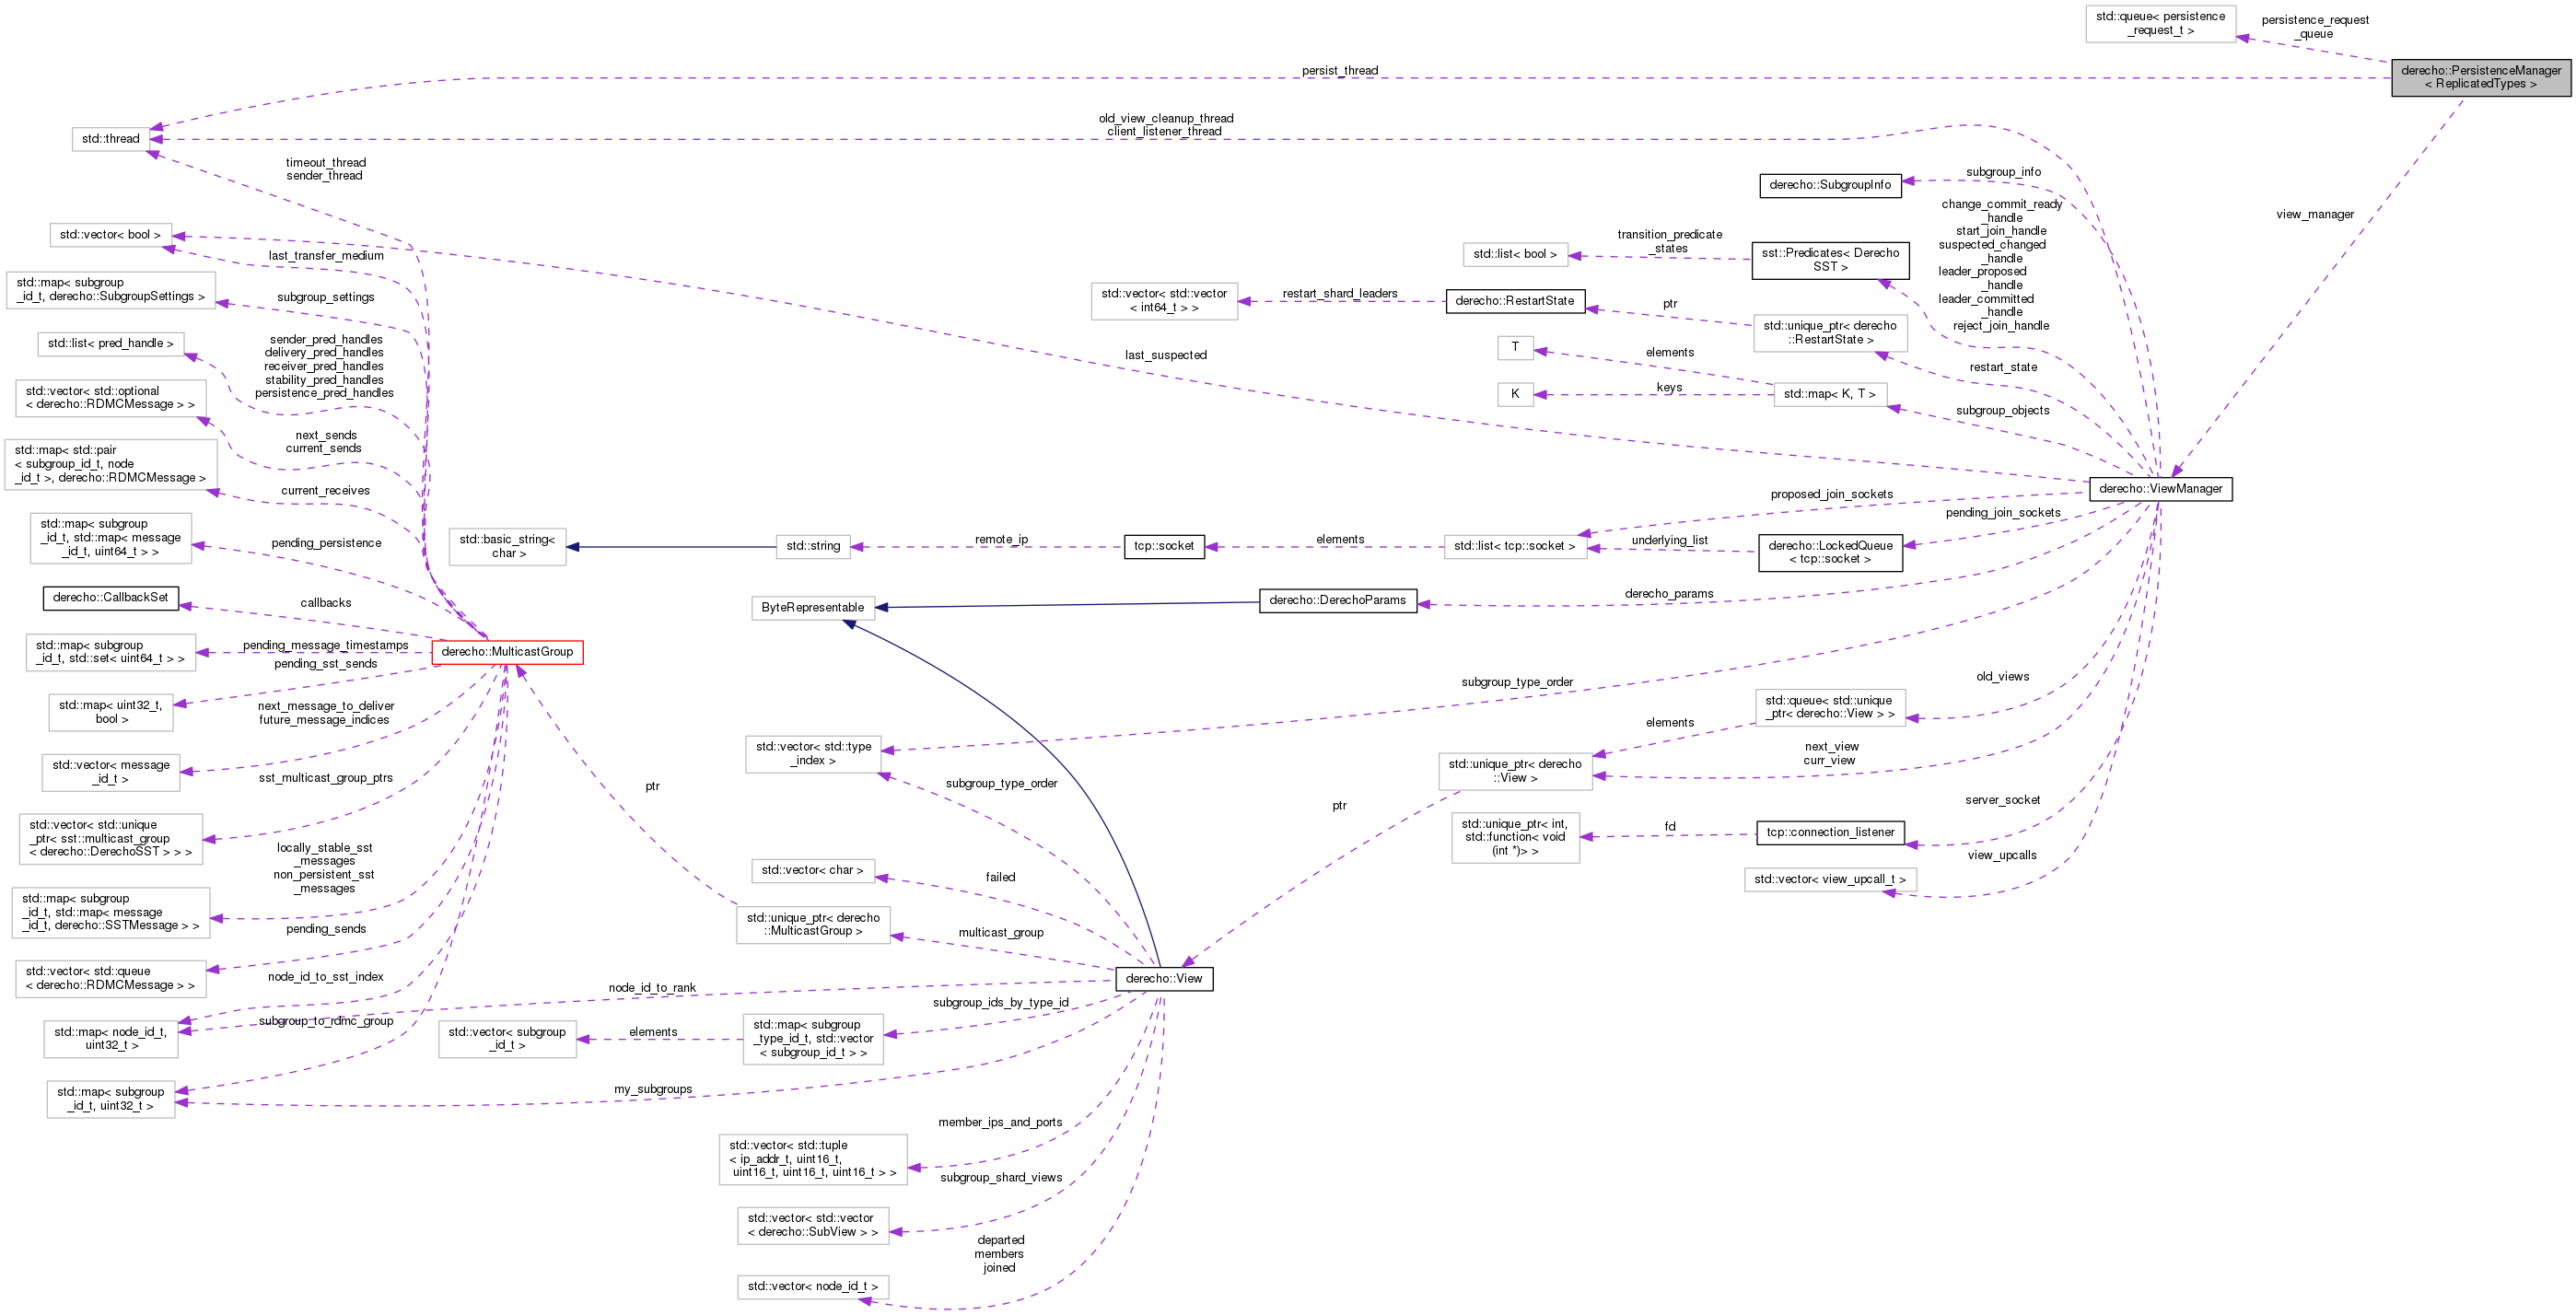 std::queue< persistence
_request_t >
persistence_request
_queue
derecho::PersistenceManager
< ReplicatedTypes >
persist_thread
std::thread
old_view_cleanup_thread
client_listener_thread
timeout_thread
sender_thread
derecho::SubgroupInfo
subgroup_info
view_manager
std::vector< bool >
last_transfer_medium
std::list< bool >
transition_predicate
_states
sst::Predicates< Derecho
SST >
change_commit_ready
_handle
start_join_handle
suspected_changed
_handle
leader_proposed
_handle
leader_committed
_handle
reject_join_handle
std::map< subgroup
_id_t, derecho::SubgroupSettings >
subgroup_settings
std::vector< std::vector
< int64_t > >
restart_shard_leaders
derecho::RestartState
ptr
std::unique_ptr< derecho
::RestartState >
restart_state
std::list< pred_handle >
sender_pred_handles
delivery_pred_handles
receiver_pred_handles
stability_pred_handles
persistence_pred_handles
last_suspected
T
elements
K
keys
std::map< K, T >
subgroup_objects
std::vector< std::optional
< derecho::RDMCMessage > >
next_sends
current_sends
std::map< std::pair
< subgroup_id_t, node
_id_t >, derecho::RDMCMessage >
current_receives
derecho::ViewManager
proposed_join_sockets
pending_join_sockets
std::map< subgroup
_id_t, std::map< message
_id_t, uint64_t > >
pending_persistence
std::basic_string<
char >
std::string
remote_ip
tcp::socket
elements
std::list< tcp::socket >
underlying_list
derecho::LockedQueue
< tcp::socket >
derecho::CallbackSet
callbacks
ByteRepresentable
derecho::DerechoParams
derecho_params
std::map< subgroup
_id_t, std::set< uint64_t > >
pending_message_timestamps
derecho::MulticastGroup
pending_sst_sends
std::map< uint32_t,
bool >
next_message_to_deliver
future_message_indices
subgroup_type_order
old_views
std::queue< std::unique
_ptr< derecho::View > >
elements
std::vector< message
_id_t >
sst_multicast_group_ptrs
ptr
std::vector< std::type
_index >
subgroup_type_order
std::unique_ptr< derecho
::View >
next_view
curr_view
ptr
server_socket
std::vector< std::unique
_ptr< sst::multicast_group
< derecho::DerechoSST > > >
std::unique_ptr< int,
std::function< void
(int *)> >
fd
tcp::connection_listener
locally_stable_sst
_messages
non_persistent_sst
_messages
std::vector< char >
failed
std::vector< view_upcall_t >
view_upcalls
std::map< subgroup
_id_t, std::map< message
_id_t, derecho::SSTMessage > >
pending_sends
std::unique_ptr< derecho
::MulticastGroup >
multicast_group
std::vector< std::queue
< derecho::RDMCMessage > >
node_id_to_sst_index
node_id_to_rank
derecho::View
std::map< node_id_t,
uint32_t >
subgroup_to_rdmc_group
std::vector< subgroup
_id_t >
elements
std::map< subgroup
_type_id_t, std::vector
< subgroup_id_t > >
subgroup_ids_by_type_id
std::map< subgroup
_id_t, uint32_t >
my_subgroups
std::vector< std::tuple
< ip_addr_t, uint16_t,
uint16_t, uint16_t, uint16_t > >
member_ips_and_ports
std::vector< std::vector
< derecho::SubView > >
subgroup_shard_views
std::vector< node_id_t >
departed
members
joined